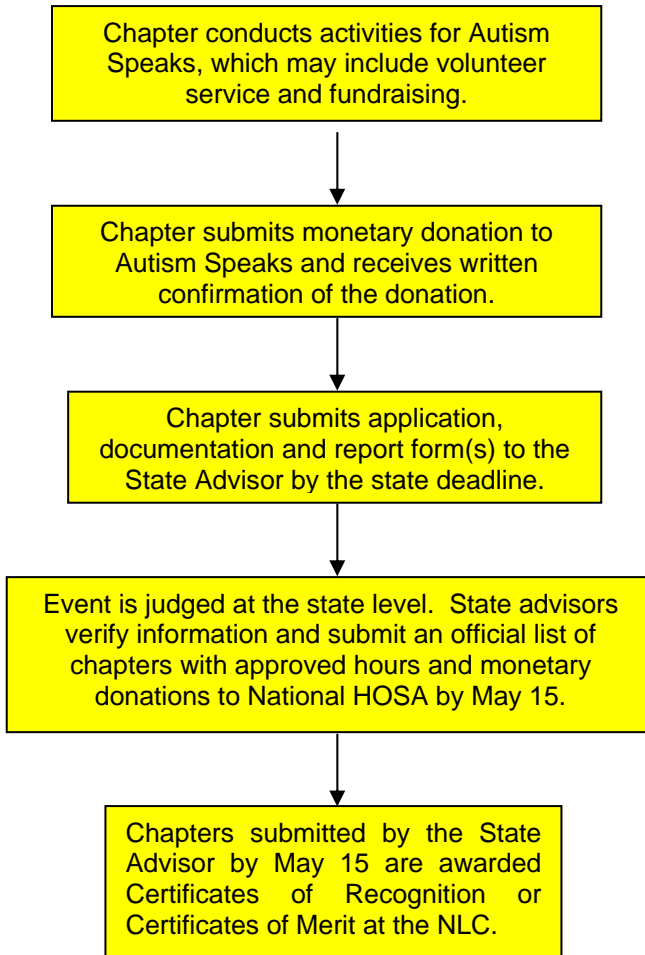 Chapter conducts activities for Autism
Speaks, which may include volunteer
service and fundraising.
Chapter submits monetary donation to
Autism Speaks and receives written
confirmation of the donation.
Chapter submits application,
documentation and report form(s) to the
State Advisor by the state deadline.
Event is judged at the state level.  State advisors
verify information and submit an official list of
chapters with approved hours and monetary
donations to National HOSA by May 15.
Chapters submitted by the State
Advisor by May 15 are awarded
Certificates of Recognition or
Certificates of Merit at the NLC.